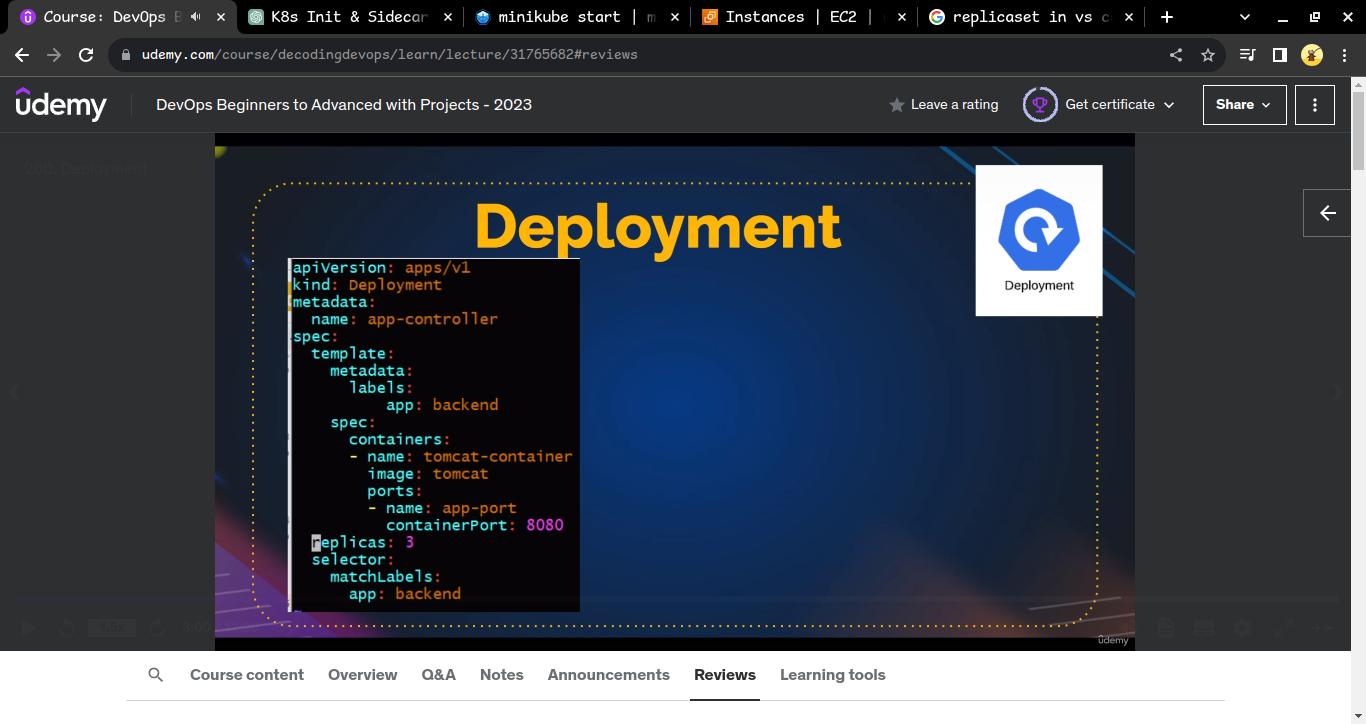 Course: DevOps B
K8s Init & Sidecar
minikube start | m
Instances | EC2 |
replicaset in vs c
udemy.com/course/decodingdevops/learn/lecture/31765682#reviews
ûdemy
DevOps Beginners to Advanced with Projects - 2023
Leave a rating
Get certificate
Share
260. Deployment
Deployment
Deployment
apiVersion: apps/v1
kind: Deployment
metadata:
  name: app-controller
spec:
  template:
    metadata:
      labels:
          app: backend
    spec:
      containers:
      - name: tomcat-container
        image: tomcat
        ports:
        - name: app-port
          containerPort: 8080
  replicas: 3
  selector:
    matchLabels:
      app: backend
ûdemy
Course content
Overview
Q&A
Notes
Announcements
Reviews
Learning tools